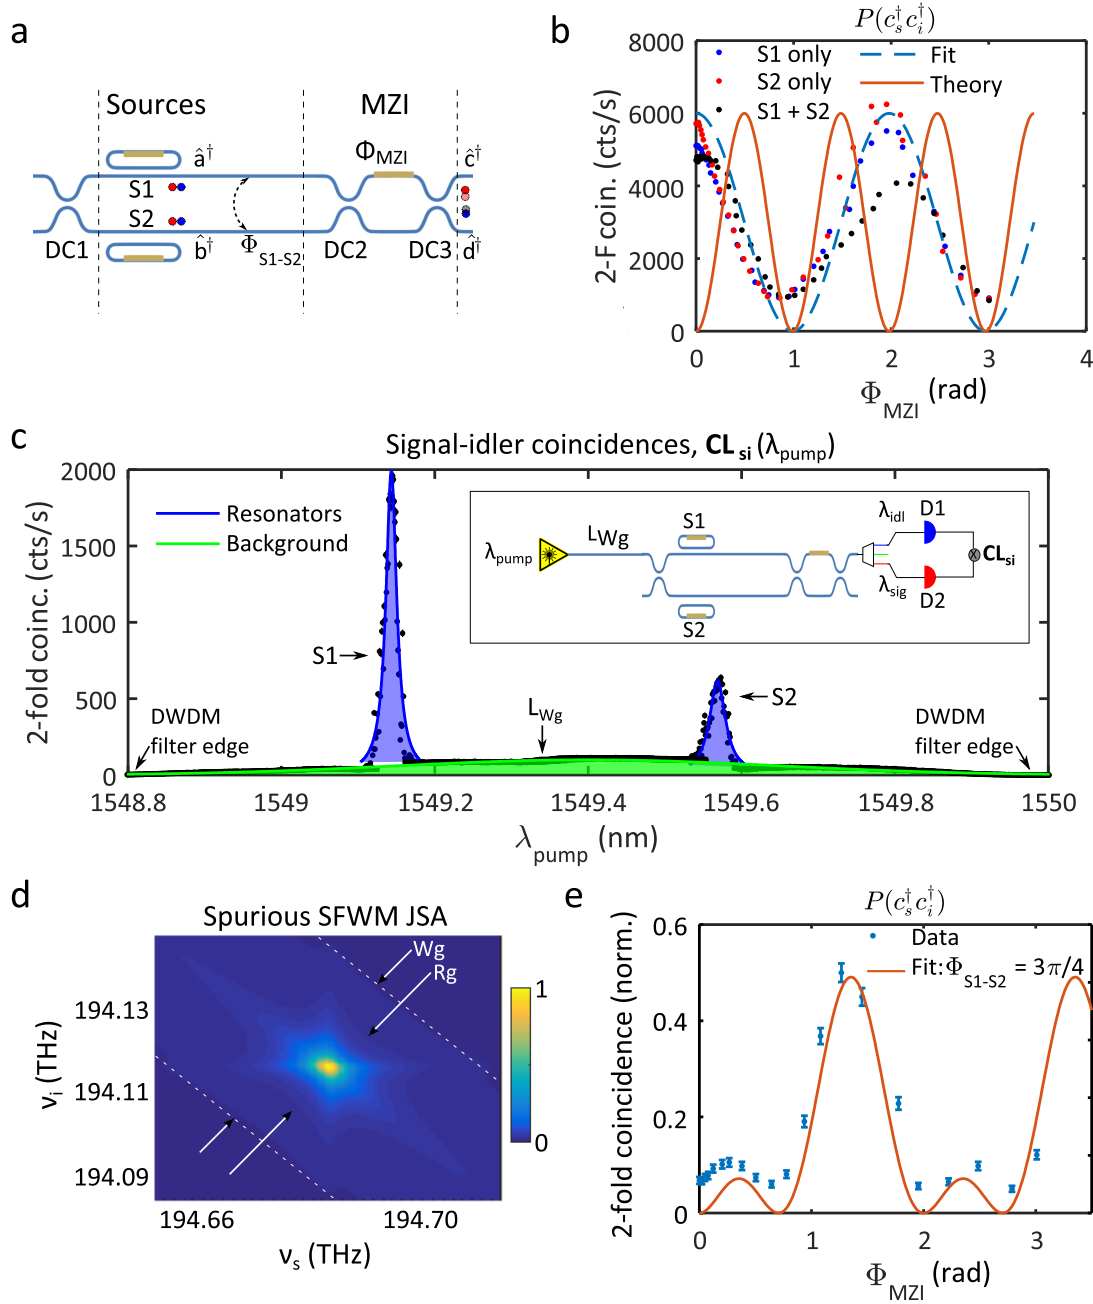 a
Sources
MZI
Φ_MZI
â†
ĉ†
S1
S2
DC1
b̂†
Φ_S1-S2
DC2
DC3
d̂†
b
P(c_s†c_i†)
8000
6000
4000
2000
0
2-F coin. (cts/s)
S1 only
S2 only
S1 + S2
Fit
Theory
0
1
2
3
4
Φ_MZI (rad)
c
Signal-idler coincidences, CL_si (λ_pump)
2000
1500
1000
500
0
2-fold coinc. (cts/s)
Resonators
Background
S1
S2
L_Wg
DWDM
filter edge
DWDM
filter edge
λ_pump
L_Wg
S1
S2
λ_idl
D1
CL_si
X
λ_sig
D2
1548.8
1549
1549.2
1549.4
1549.6
1549.8
1550
λ_pump (nm)
d
Spurious SFWM JSA
Wg
Rg
194.13
194.11
194.09
ν_i (THz)
1
0
194.66
194.70
ν_s (THz)
e
P(c_s†c_i†)
0.6
0.4
0.2
0
2-fold coincidence (norm.)
Data
Fit:Φ_S1-S2 = 3π/4
0
1
2
3
Φ_MZI (rad)